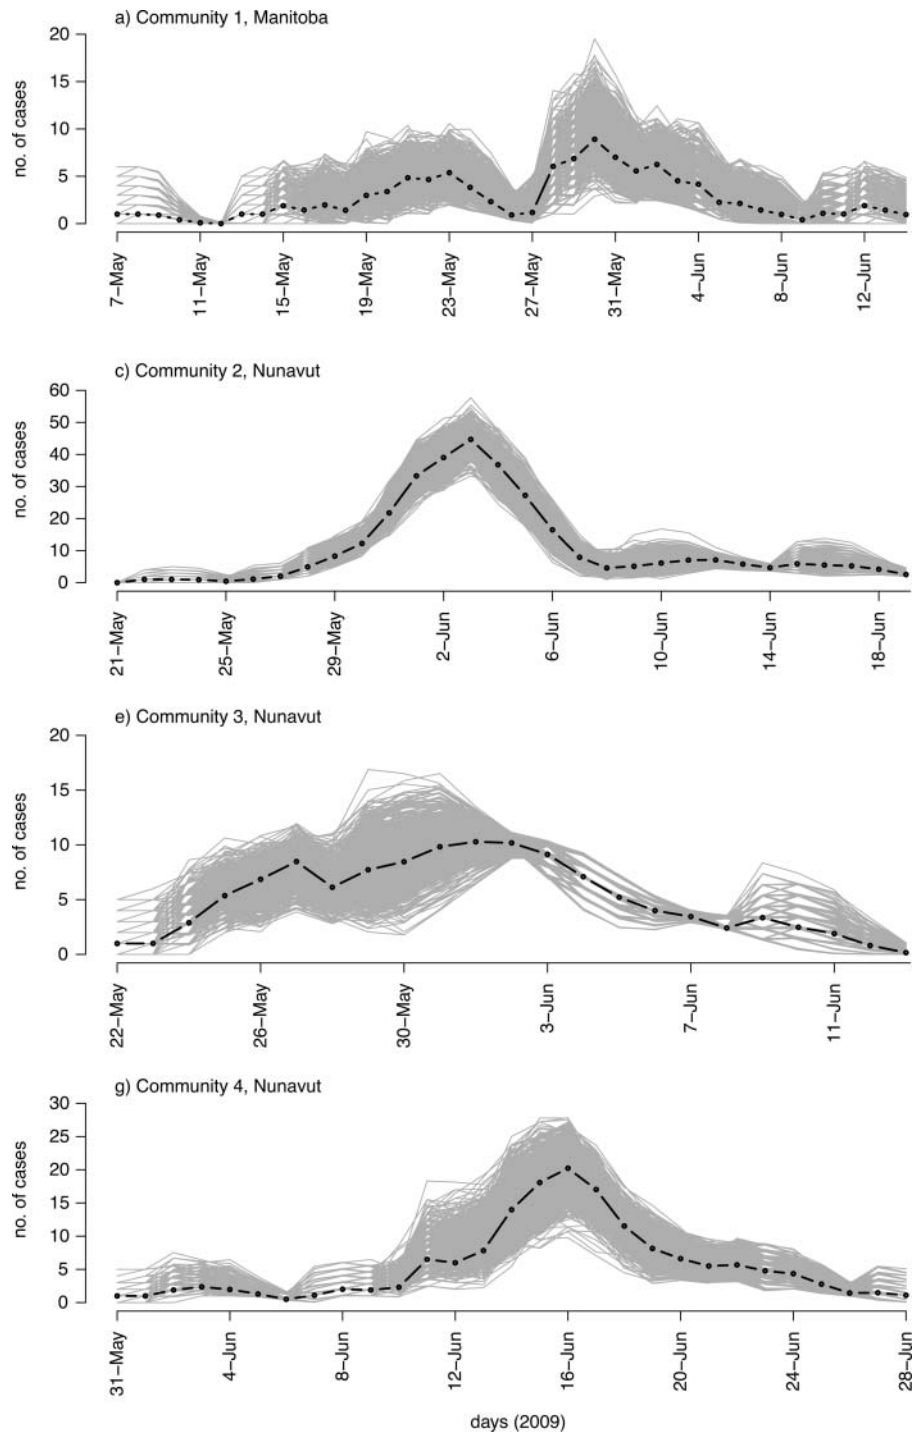 a) Community 1, Manitoba
no. of cases
20
15
10
5
0
7–May
11–May
15–May
19–May
23–May
27–May
31–May
4–Jun
8–Jun
12–Jun
c) Community 2, Nunavut
no. of cases
60
50
40
30
20
10
0
21–May
25–May
29–May
2–Jun
6–Jun
10–Jun
14–Jun
18–Jun
e) Community 3, Nunavut
no. of cases
20
15
10
5
0
22–May
26–May
30–May
3–Jun
7–Jun
11–Jun
g) Community 4, Nunavut
no. of cases
30
25
20
15
10
5
0
31–May
4–Jun
8–Jun
12–Jun
16–Jun
20–Jun
24–Jun
28–Jun
days (2009)